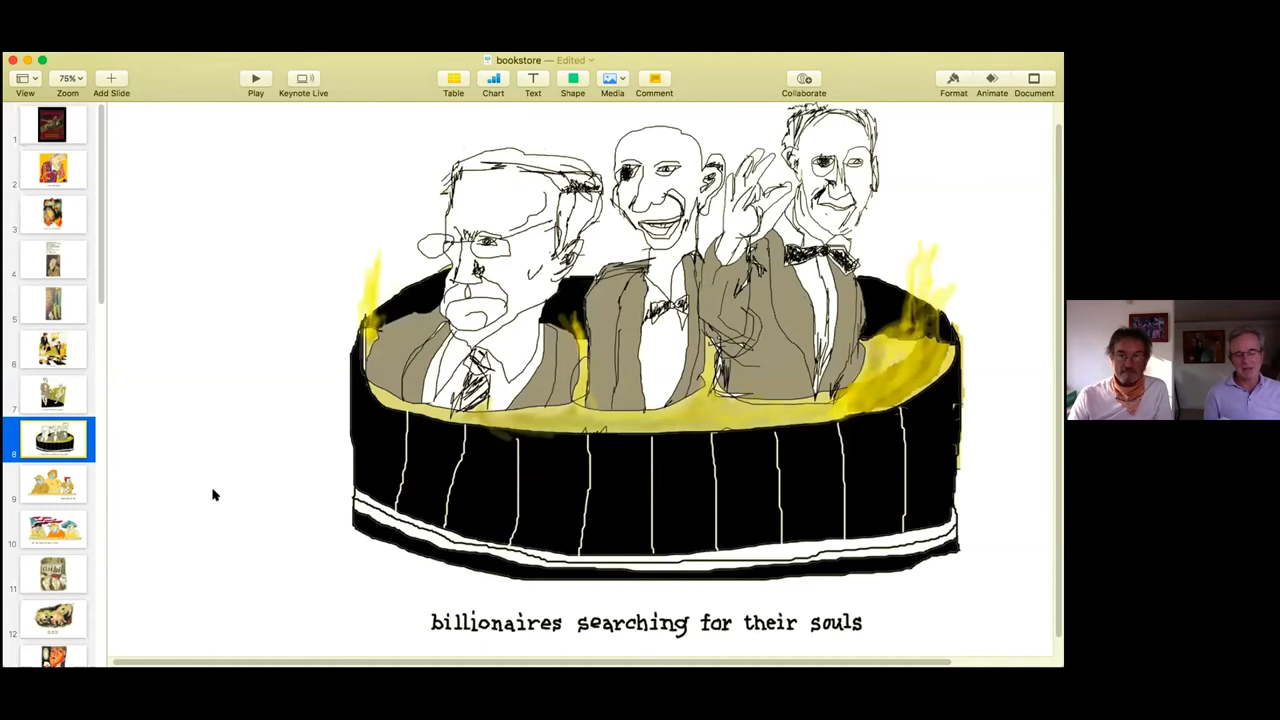 bookstore — Edited
75%
View
Zoom
Add Slide
Play
Keynote Live
Table
Chart
Text
Shape
Media
Comment
Collaborate
Format
Animate
Document
1
2
3
4
5
6
7
8
9
10
11
12
billionaires searching for their souls